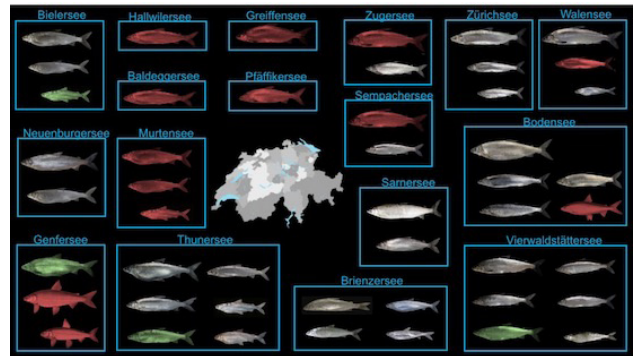 Bielersee
Hallwilersee
Greiffensee
Zugersee
Zürichsee
Walensee
Baldeggersee
Pfäffikersee
Sempachersee
Bodensee
Neuenburgersee
Murtensee
Sarnersee
Genfersee
Thunersee
Brienzersee
Vierwaldstättersee